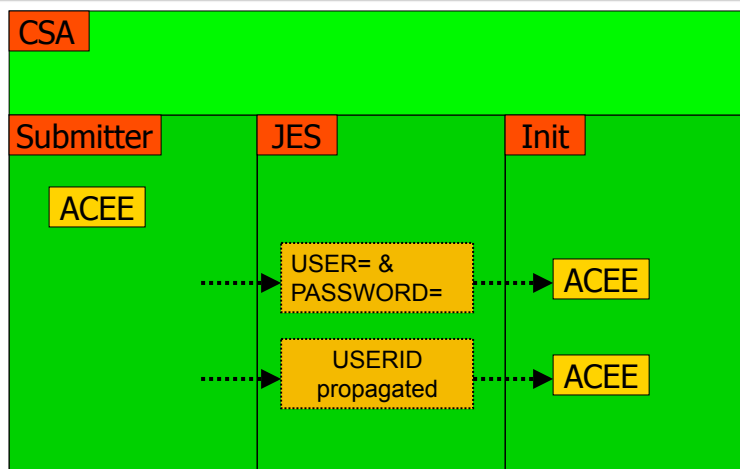 CSA
Submitter
JES
Init
ACEE
USER= &
PASSWORD=
ACEE
USERID
propagated
ACEE